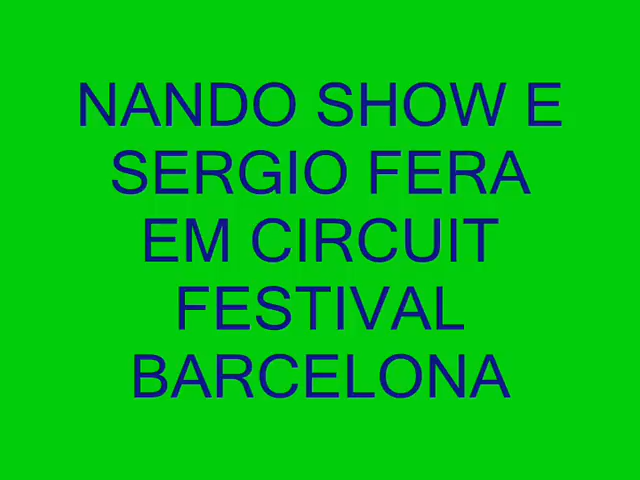 NANDO SHOW E
SERGIO FERA
EM CIRCUIT
FESTIVAL
BARCELONA